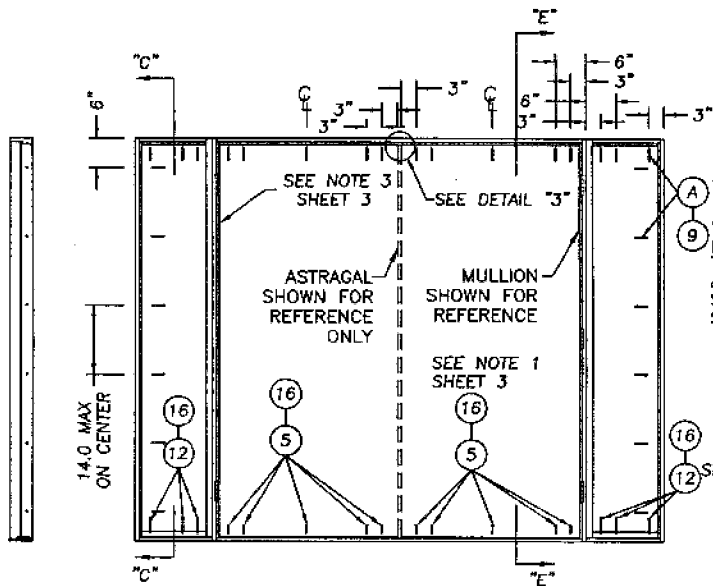 "E"
"C"
6"
3"
3"
6"
3"
3"
3"
3"
6"
℄
℄
SEE NOTE 3
SHEET 3
SEE DETAIL "3"
A
9
ASTRAGAL
SHOWN FOR
REFERENCE
ONLY
MULLION
SHOWN FOR
REFERENCE
SEE NOTE 1
SHEET 3
14.0 MAX
ON CENTER
16
12
16
5
16
5
16
12
"C"
"E"